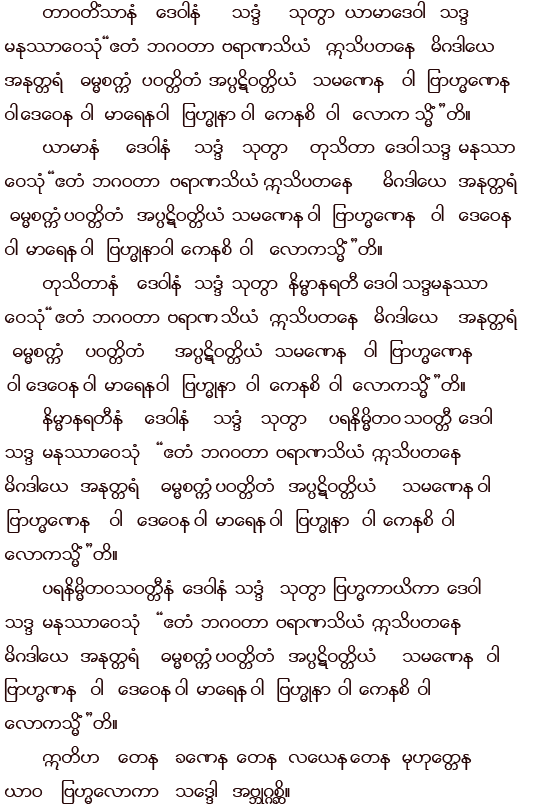 တာဝတိံသာနံ ဒေဝါနံ သဒ္ဒံ သုတွာ ယာမာဒေဝါ သဒ္ဒ
မနုဿာဝေသုံ“ဧတံ ဘဂဝတာ ဗာရာဏသိယံ ဣသိပတနေ မိဂဒါယေ
အနုတ္တရံ ဓမ္မစက္ကံ ပဝတ္တိတံ အပ္ပဋိဝတ္တိယံ သမဏေန ဝါ ဗြာဟ္မဏေန
ဝါဒေဝေန ဝါ မာရေနဝါ ဗြဟ္မုနာ ဝါ ကေနစိ ဝါ လောက သ္မိံ”တိ။
ယာမာနံ ဒေဝါနံ သဒ္ဒံ သုတွာ တုသိတာ ဒေဝါသဒ္ဒ မနုဿာ
ဝေသုံ“ဧတံ ဘဂဝတာ ဗရာဏသိယံ ဣသိပတနေ မိဂဒါယေ အနုတ္တရံ
ဓမ္မစက္ကံပဝတ္တိတံ အပ္ပဋိဝတ္တိယံ သမဏေနဝါ ဗြာဟ္မဏေန ဝါ ဒေဝေန
ဝါ မာရေနဝါ ဗြဟ္မုနာဝါ ကေနစိ ဝါ လောကသ္မိံ”တိ။
တုသိတာနံ ဒေဝါနံ သဒ္ဒံ သုတွာ နိမ္မာနရတီ ဒေဝါ သဒ္ဒမနုဿာ
ဝေသုံ“ ဧတံ ဘဂဝတာ ဗရာဏသိယံ ဣသိပတနေ မိဂဒါယေ အနုတ္တရံ
ဓမ္မစက္ကံ ပဝတ္တိတံ အပ္ပဋိဝတ္တိယံ သမဏေန ဝါ ဗြာဟ္မဏေန
ဝါ ဒေဝေနဝါ မာရေနဝါ ဗြဟ္မုနာ ဝါ ကေနစိ ဝါ လောကသ္မိံ”တိ။
နိမ္မာနရတီနံ ဒေဝါနံ သဒ္ဒံ သုတွာ ပရနိမ္မိတဝသဝတ္တီ ဒေဝါ
သဒ္ဒ မနုဿာဝေသုံ “ဧတံ ဘဂဝတာ ဗရာဏသိယံ ဣသိပတနေ
မိဂဒါယေ အနုတ္တရံ ဓမ္မစက္ကံပဝတ္တိတံ အပ္ပဋိဝတ္တိယံ သမဏေနဝါ
ဗြာဟ္မဏေန ဝါ ဒေဝေနဝါ မာရေနဝါ ဗြဟ္မုနာ ဝါ ကေနစိ ဝါ
လောကသ္မိံ”တိ။
ပရနိမ္မိတဝသဝတ္တီနံ ဒေဝါနံ သဒ္ဒံ သုတွာ ဗြဟ္မကာယိကာ ဒေဝါ
သဒ္ဒ မနုဿာဝေသုံ “ဧတံ ဘဂဝတာ ဗရာဏသိယံ ဣသိပတနေ
မိဂဒါယေ အနုတ္တရံ ဓမ္မစက္ကံပဝတ္တိတံ အပ္ပဋိဝတ္တိယံ သမဏေန ဝါ
ဗြာဟ္မဏန ဝါ ဒေဝေနဝါ မာရေနဝါ ဗြဟ္မုနာ ဝါ ကေနစိ ဝါ
လောကသ္မိံ”တိ။
ဣတိဟ တေန ခဏေန တေန လယေနတေန မုဟုတ္တေန
ယာဝ ဗြဟ္မလောကာ သဒ္ဒေါ အဗ္ဘုဂ္ဂစ္ဆိ။